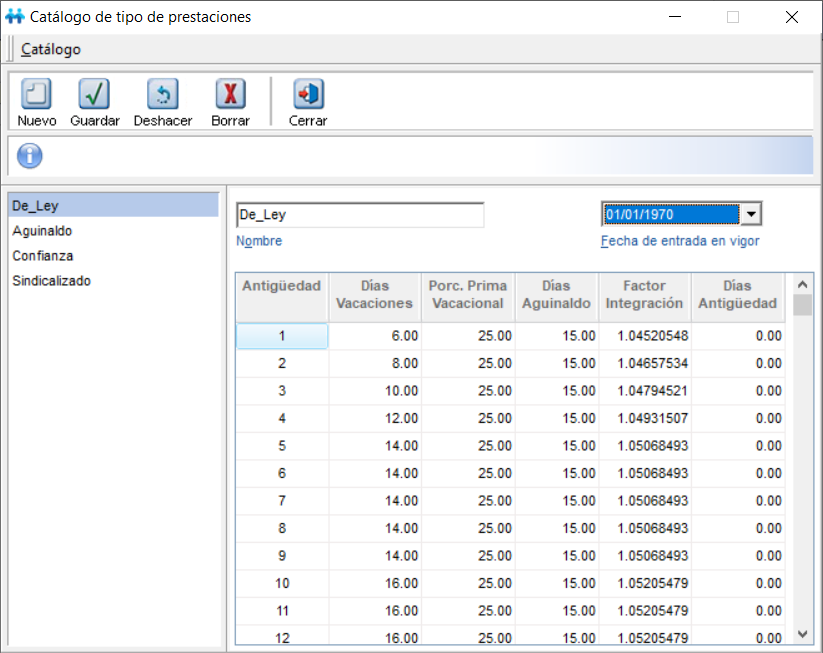 Catálogo de tipo de prestaciones
Catálogo
Nuevo Guardar Deshacer Borrar Cerrar
De_Ley
Aguinaldo
Confianza
Sindicalizado
De_Ley 01/01/1970
Nombre Fecha de entrada en vigor
Antigüedad Días Vacaciones Porc. Prima Vacacional Días Aguinaldo Factor Integración Días Antigüedad
1 6.00 25.00 15.00 1.04520548 0.00
2 8.00 25.00 15.00 1.04657534 0.00
3 10.00 25.00 15.00 1.04794521 0.00
4 12.00 25.00 15.00 1.04931507 0.00
5 14.00 25.00 15.00 1.05068493 0.00
6 14.00 25.00 15.00 1.05068493 0.00
7 14.00 25.00 15.00 1.05068493 0.00
8 14.00 25.00 15.00 1.05068493 0.00
9 14.00 25.00 15.00 1.05068493 0.00
10 16.00 25.00 15.00 1.05205479 0.00
11 16.00 25.00 15.00 1.05205479 0.00
12 16.00 25.00 15.00 1.05205479 0.00